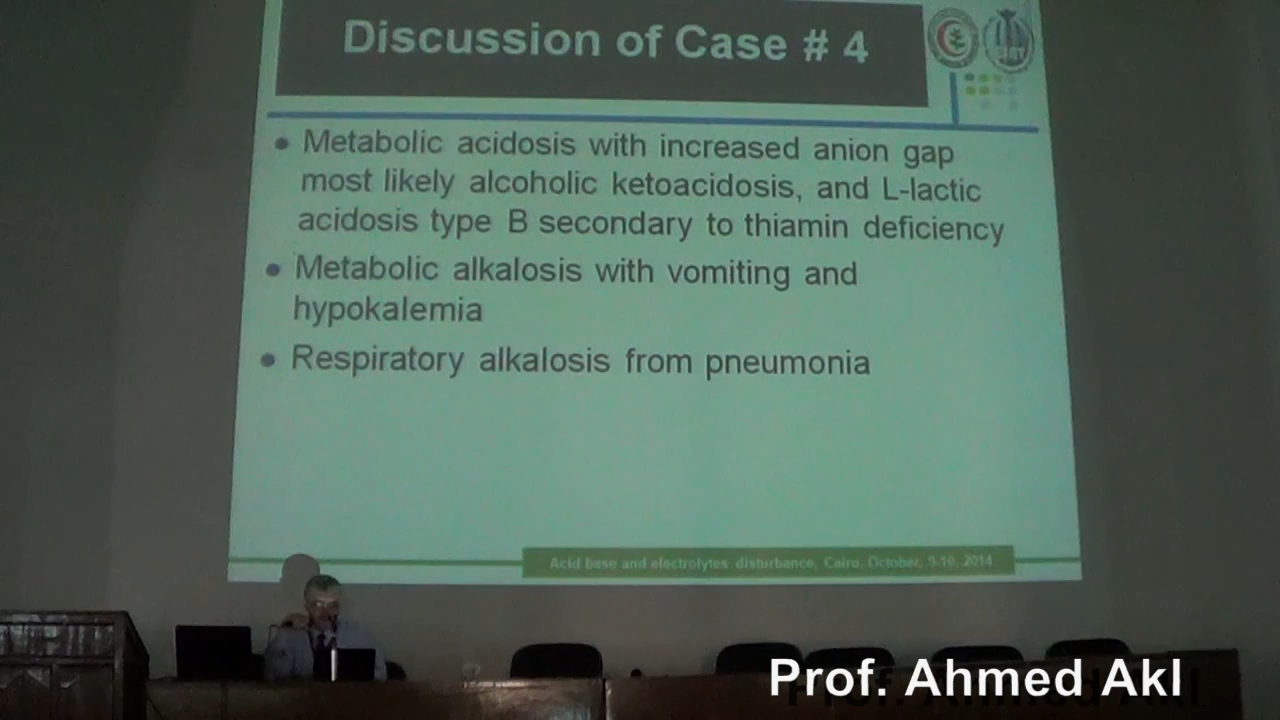 Discussion of Case # 4
Metabolic acidosis with increased anion gap
most likely alcoholic ketoacidosis, and L-lactic
acidosis type B secondary to thiamin deficiency
Metabolic alkalosis with vomiting and
hypokalemia
Respiratory alkalosis from pneumonia
Acid base and electrolytes disturbance, Cairo, October, 9-10, 2014
Prof. Ahmed Akl